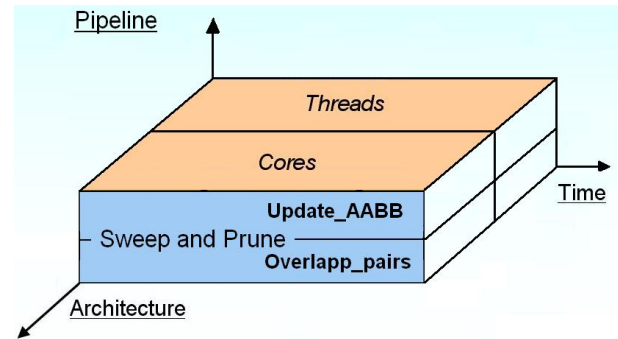 Pipeline
Threads
Cores
Time
Update_AABB
Sweep and Prune
Overlapp_pairs
Architecture